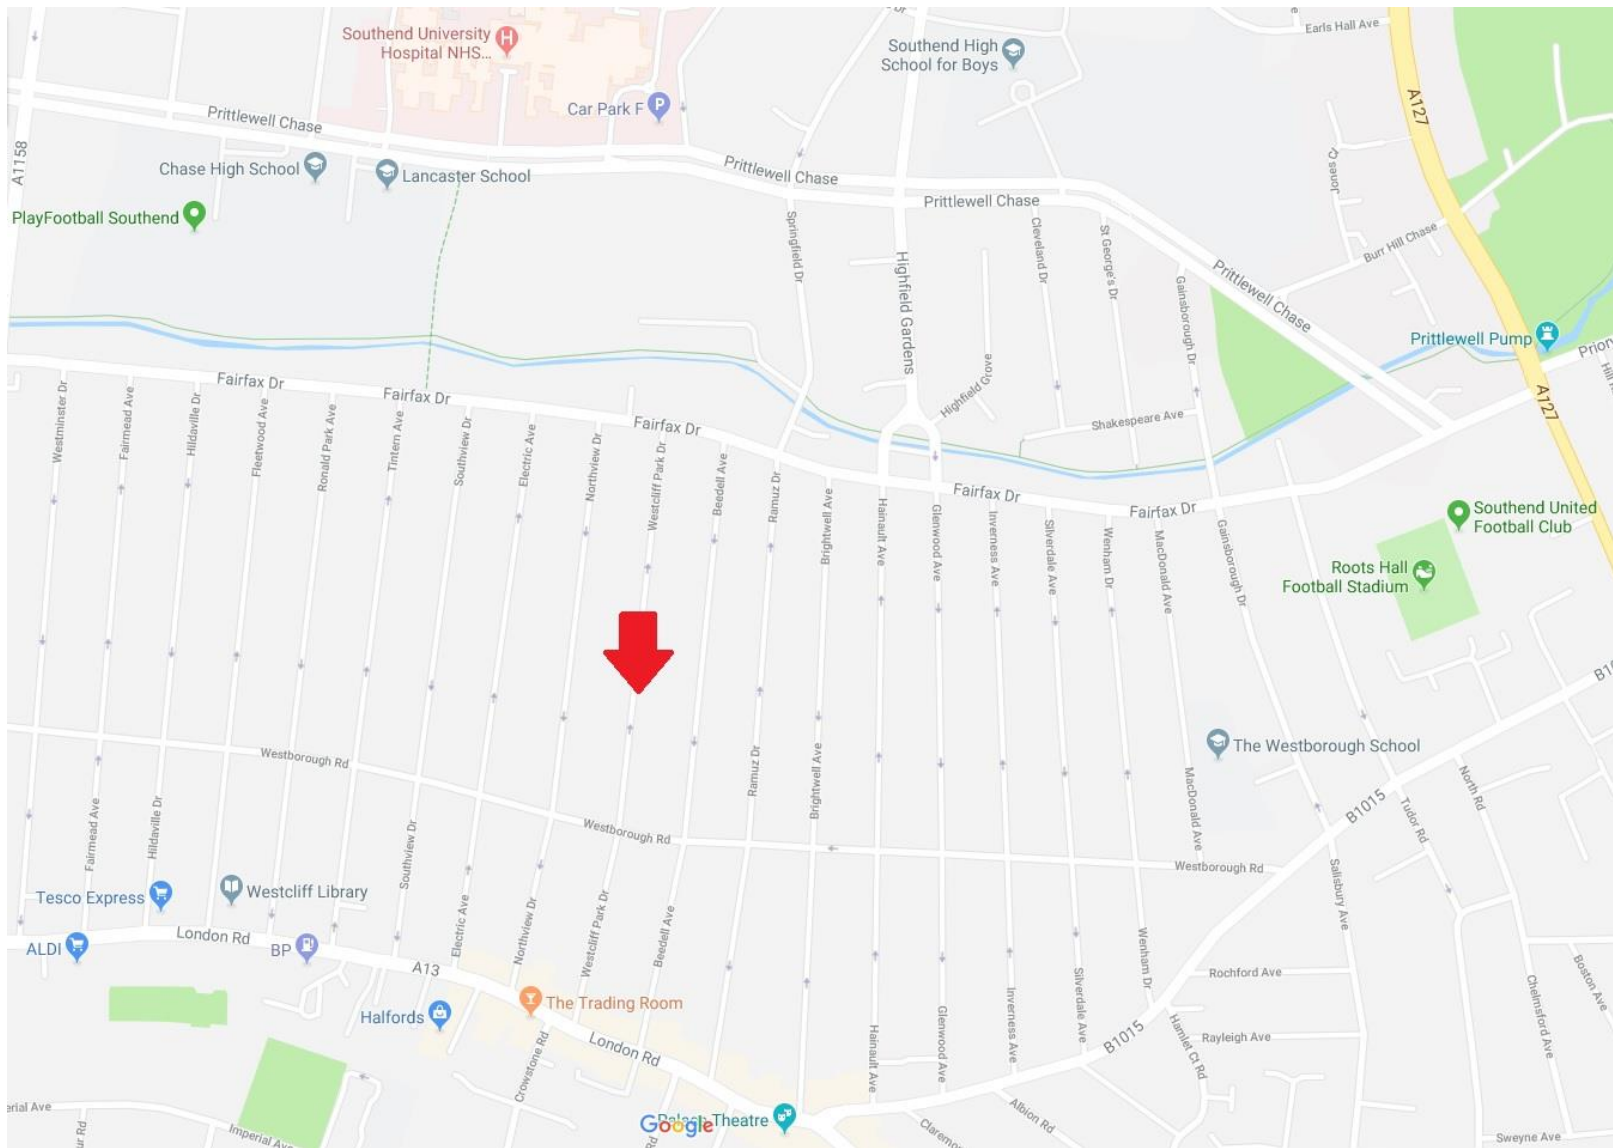 Earls Hall Ave
Southend University
Hospital NHS...
Southend High
School for Boys
Car Park F
P
H
A127
Prittlewell Chase
A1158
Chase High School
Lancaster School
Prittlewell Chase
Prittlewell Chase
Jones Cl
PlayFootball Southend
Springfield Dr
Highfield Gardens
Cleveland Dr
St George's Dr
Gainsborough Dr
Burr Hill Chase
Prittlewell Chase
Prittlewell Pump
Priory
A127
Fairfax Dr
Fairfax Dr
Fairfax Dr
Highfield Grove
Shakespeare Ave
Westminster Dr
Fairmead Ave
Hildaville Dr
Fleetwood Ave
Ronald Park Ave
Tintern Ave
Southview Dr
Electric Ave
Northview Dr
Westcliff Park Dr
Beedell Ave
Ramuz Dr
Brightwell Ave
Hainault Ave
Fairfax Dr
Glenwood Ave
Inverness Ave
Silverdale Ave
Wenham Dr
Fairfax Dr
MacDonald Ave
Gainsborough Dr
Southend United
Football Club
Roots Hall
Football Stadium
Westborough Rd
Ramuz Dr
Brightwell Ave
The Westborough School
MacDonald Ave
B1015
North Rd
Tudor Rd
Fairmead Ave
Hildaville Dr
Southview Dr
Westborough Rd
Westborough Rd
Salisbury Ave
Tesco Express
Westcliff Library
Electric Ave
Northview Dr
Westcliff Park Dr
Beedell Ave
London Rd
ALDI
BP
A13
Wenham Dr
Rochford Ave
Silverdale Ave
Inverness Ave
Glenwood Ave
Hainault Ave
Chelmsford Ave
Boston Ave
Halfords
The Trading Room
Crowstone Rd
London Rd
B1015
Hamlet Ct Rd
Rayleigh Ave
Albion Rd
Imperial Ave
Google
Theatre
Sweyne Ave